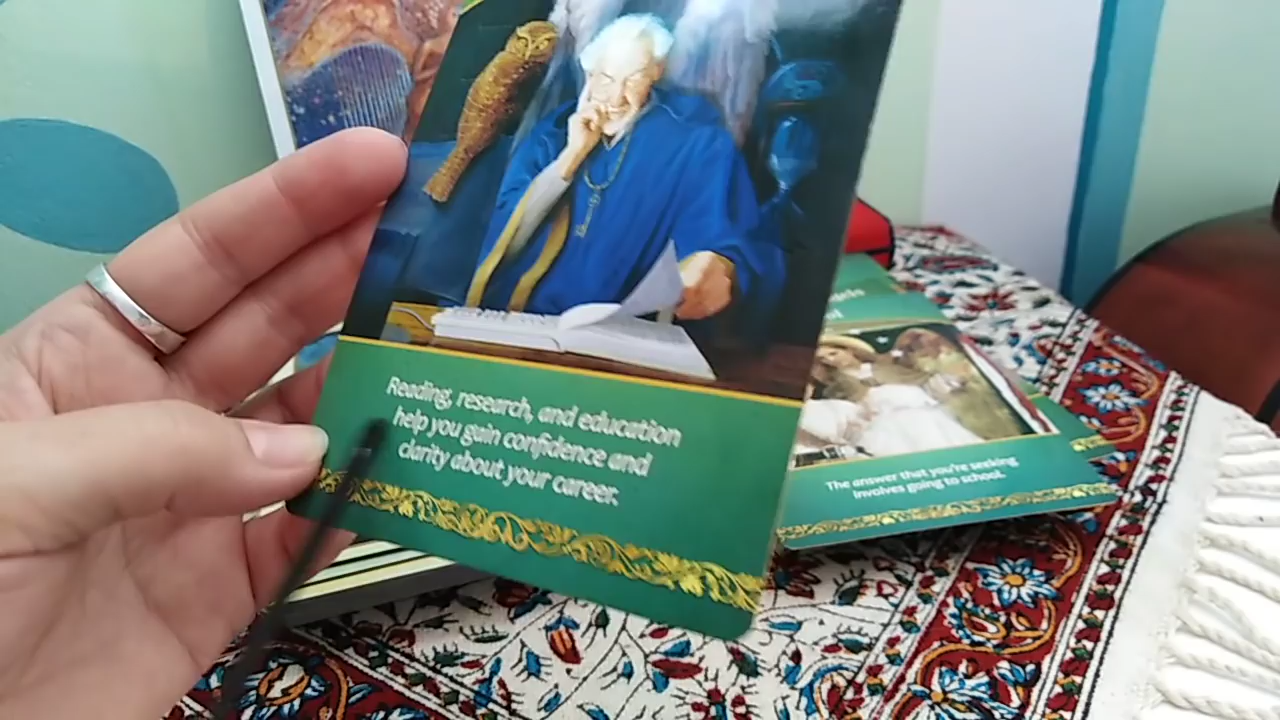 Reading, research, and education
help you gain confidence and
clarity about your career.
The answer that you're seeking
involves going to school.